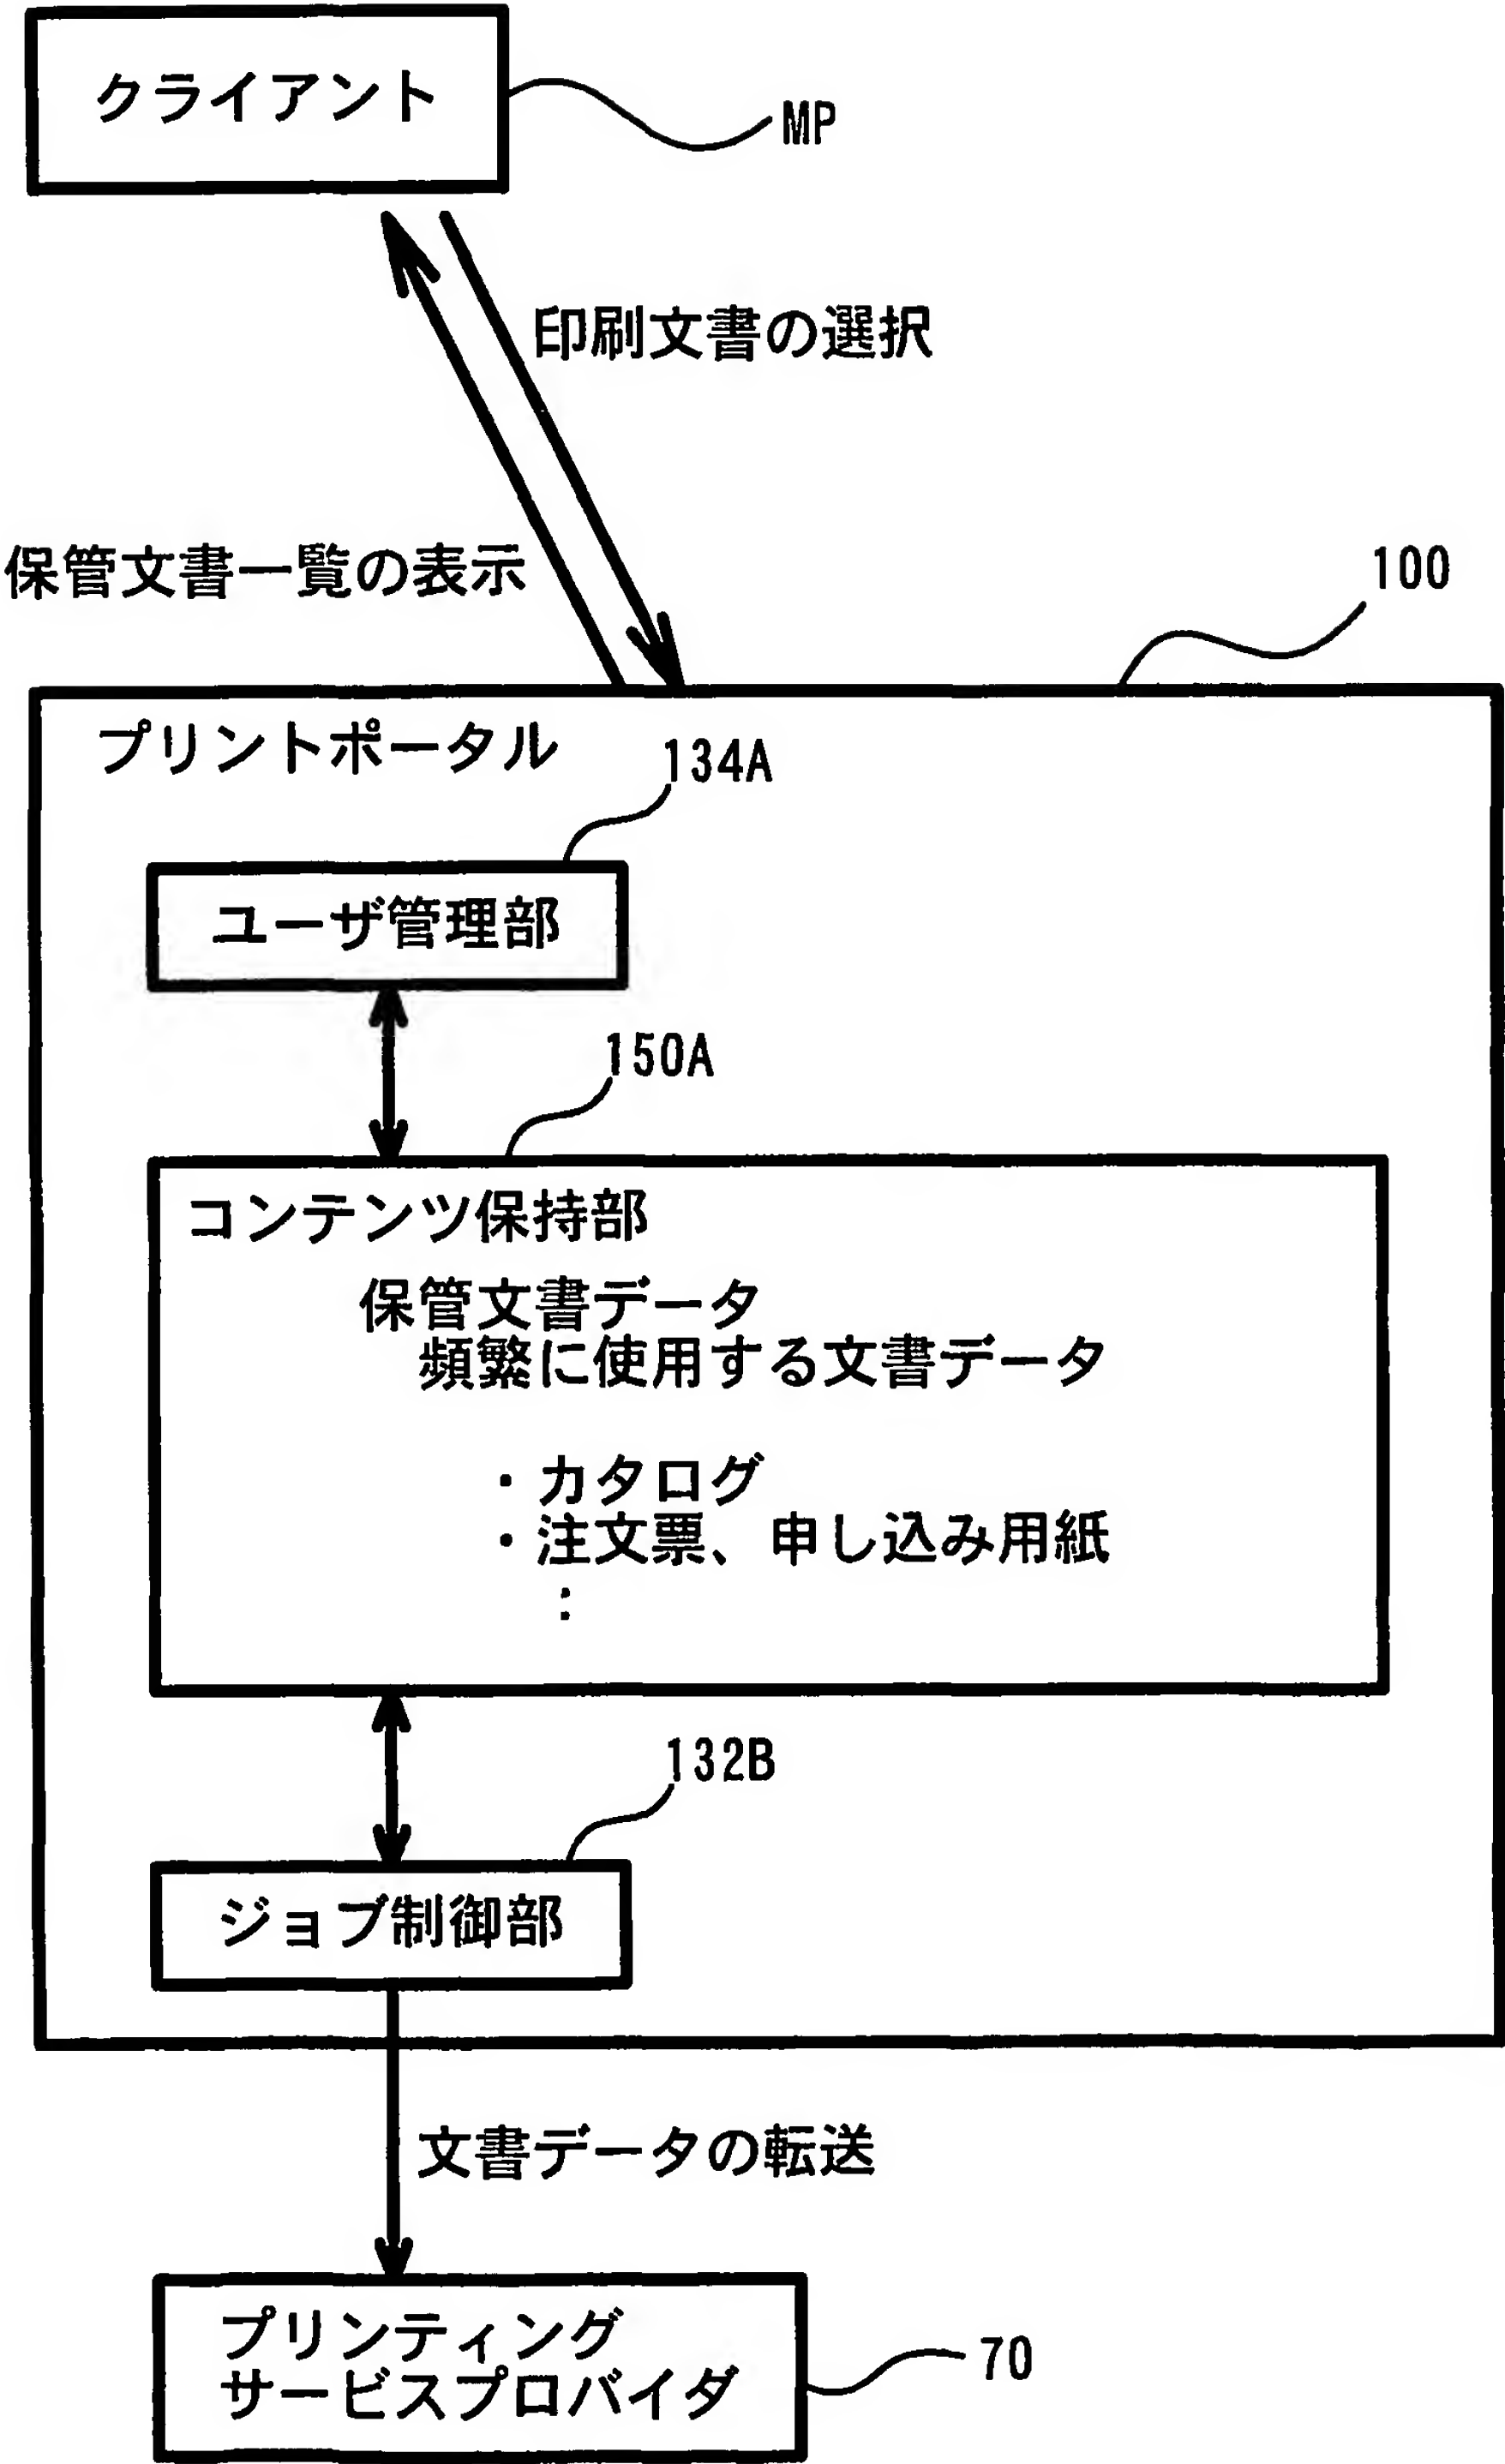 クライアント
MP
印刷文書の選択
保管文書一覧の表示
100
プリントポータル
134A
ユーザ管理部
150A
コンテンツ保持部
保管文書データ
頻繁に使用する文書データ
・カタログ
・注文票、申し込み用紙
:
132B
ジョブ制御部
文書データの転送
プリンティング
サービスプロバイダ
70